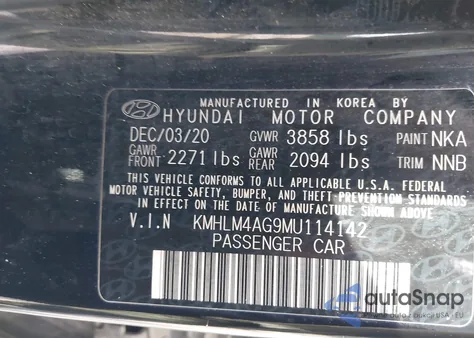 MANUFACTURED IN KOREA BY
HYUNDAI MOTOR COMPANY
DEC/03/20 GVWR 3858 lbs PAINT NKA
GAWR FRONT 2271 lbs GAWR REAR 2094 lbs TRIM NNB
THIS VEHICLE CONFORMS TO ALL APPLICABLE U.S.A. FEDERAL
MOTOR VEHICLE SAFETY, BUMPER, AND THEFT-PREVENTION STANDARDS
IN EFFECT ON THE DATE OF MANUFACTURE SHOWN ABOVE.
V.I.N KMHLM4AG9MU114142
PASSENGER CAR
autoSnap